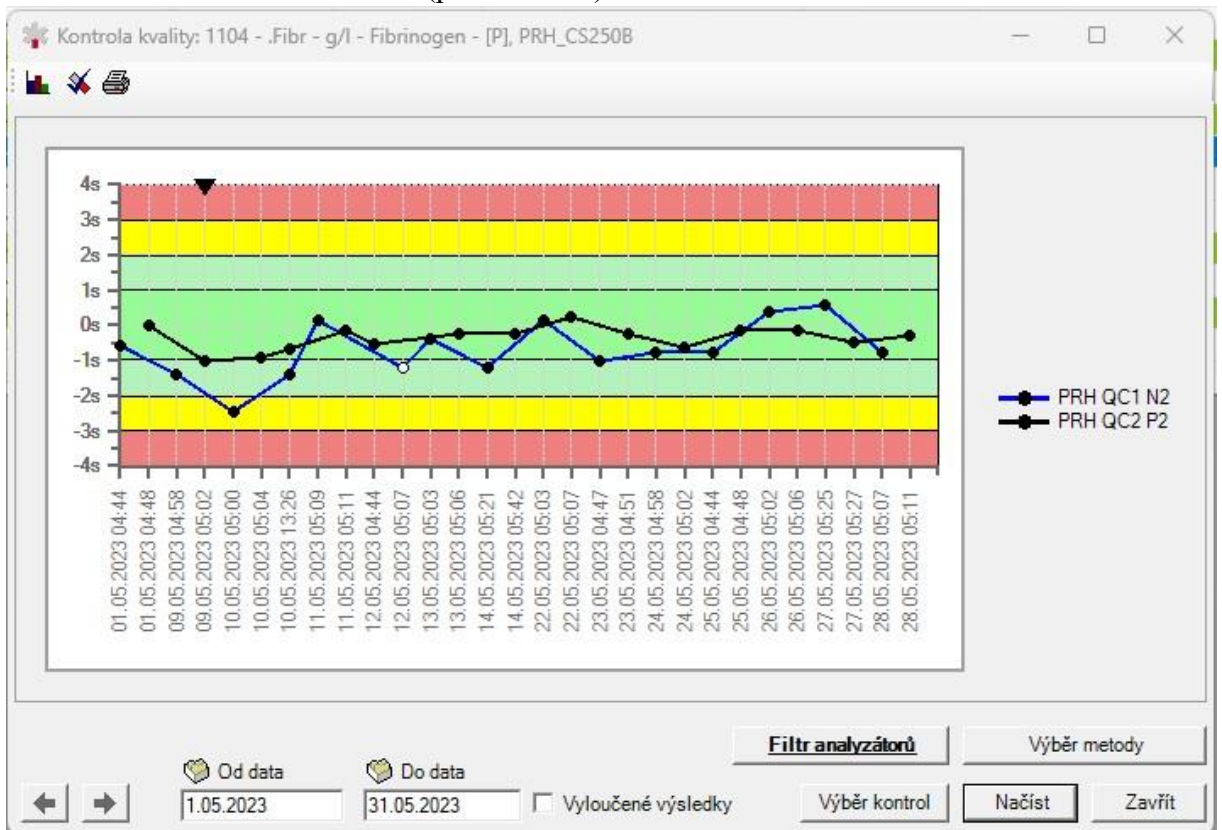 Kontrola kvality: 1104 - .Fibr - g/l - Fibrinogen - [P], PRH_CS250B
4s
3s
2s
1s
0s
-1s
-2s
-3s
-4s
01.05.2023 04:44
01.05.2023 04:48
09.05.2023 04:58
09.05.2023 05:02
10.05.2023 05:00
10.05.2023 05:04
10.05.2023 13:26
11.05.2023 05:09
11.05.2023 05:11
12.05.2023 04:44
12.05.2023 05:07
13.05.2023 05:03
13.05.2023 05:06
14.05.2023 05:21
14.05.2023 05:42
22.05.2023 05:03
22.05.2023 05:07
23.05.2023 04:47
23.05.2023 04:51
24.05.2023 04:58
24.05.2023 05:02
25.05.2023 04:44
25.05.2023 04:48
26.05.2023 05:02
26.05.2023 05:06
27.05.2023 05:25
27.05.2023 05:27
28.05.2023 05:07
28.05.2023 05:11
PRH QC1 N2
PRH QC2 P2
Filtr analyzátorů
Výběr metody
Od data
Do data
1.05.2023
31.05.2023
Vyloučené výsledky
Výběr kontrol
Načíst
Zavřít